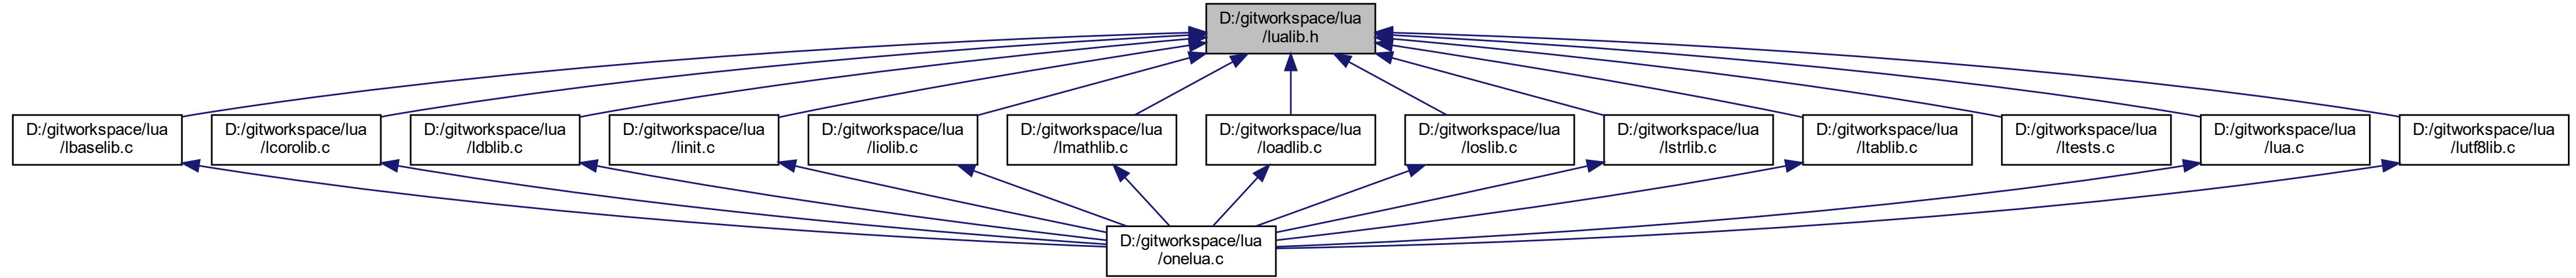 D:/gitworkspace/lua
/lualib.h
D:/gitworkspace/lua
/lbaselib.c
D:/gitworkspace/lua
/lcorolib.c
D:/gitworkspace/lua
/ldblib.c
D:/gitworkspace/lua
/linit.c
D:/gitworkspace/lua
/liolib.c
D:/gitworkspace/lua
/lmathlib.c
D:/gitworkspace/lua
/loadlib.c
D:/gitworkspace/lua
/loslib.c
D:/gitworkspace/lua
/lstrlib.c
D:/gitworkspace/lua
/ltablib.c
D:/gitworkspace/lua
/ltests.c
D:/gitworkspace/lua
/lua.c
D:/gitworkspace/lua
/lutf8lib.c
D:/gitworkspace/lua
/onelua.c